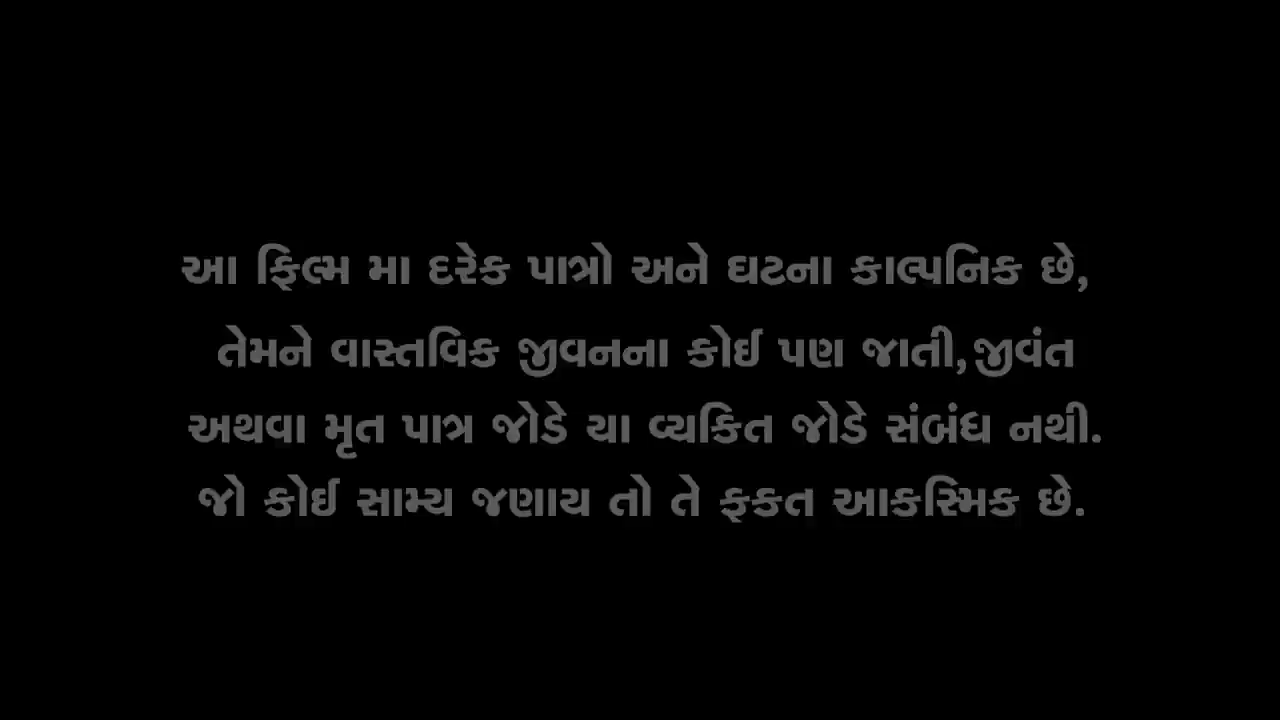 આ ફિલ્મ મા દરેક પાત્રો અને ઘટના કાલ્પનિક છે,
તેમને વાસ્તવિક જીવનના કોઈ પણ જાતી,જીવંત
અથવા મૃત પાત્ર જોડે યા વ્યકિત જોડે સંબંધ નથી.
જો કોઈ સામ્ય જણાય તો તે ફકત આકસ્મિક છે.